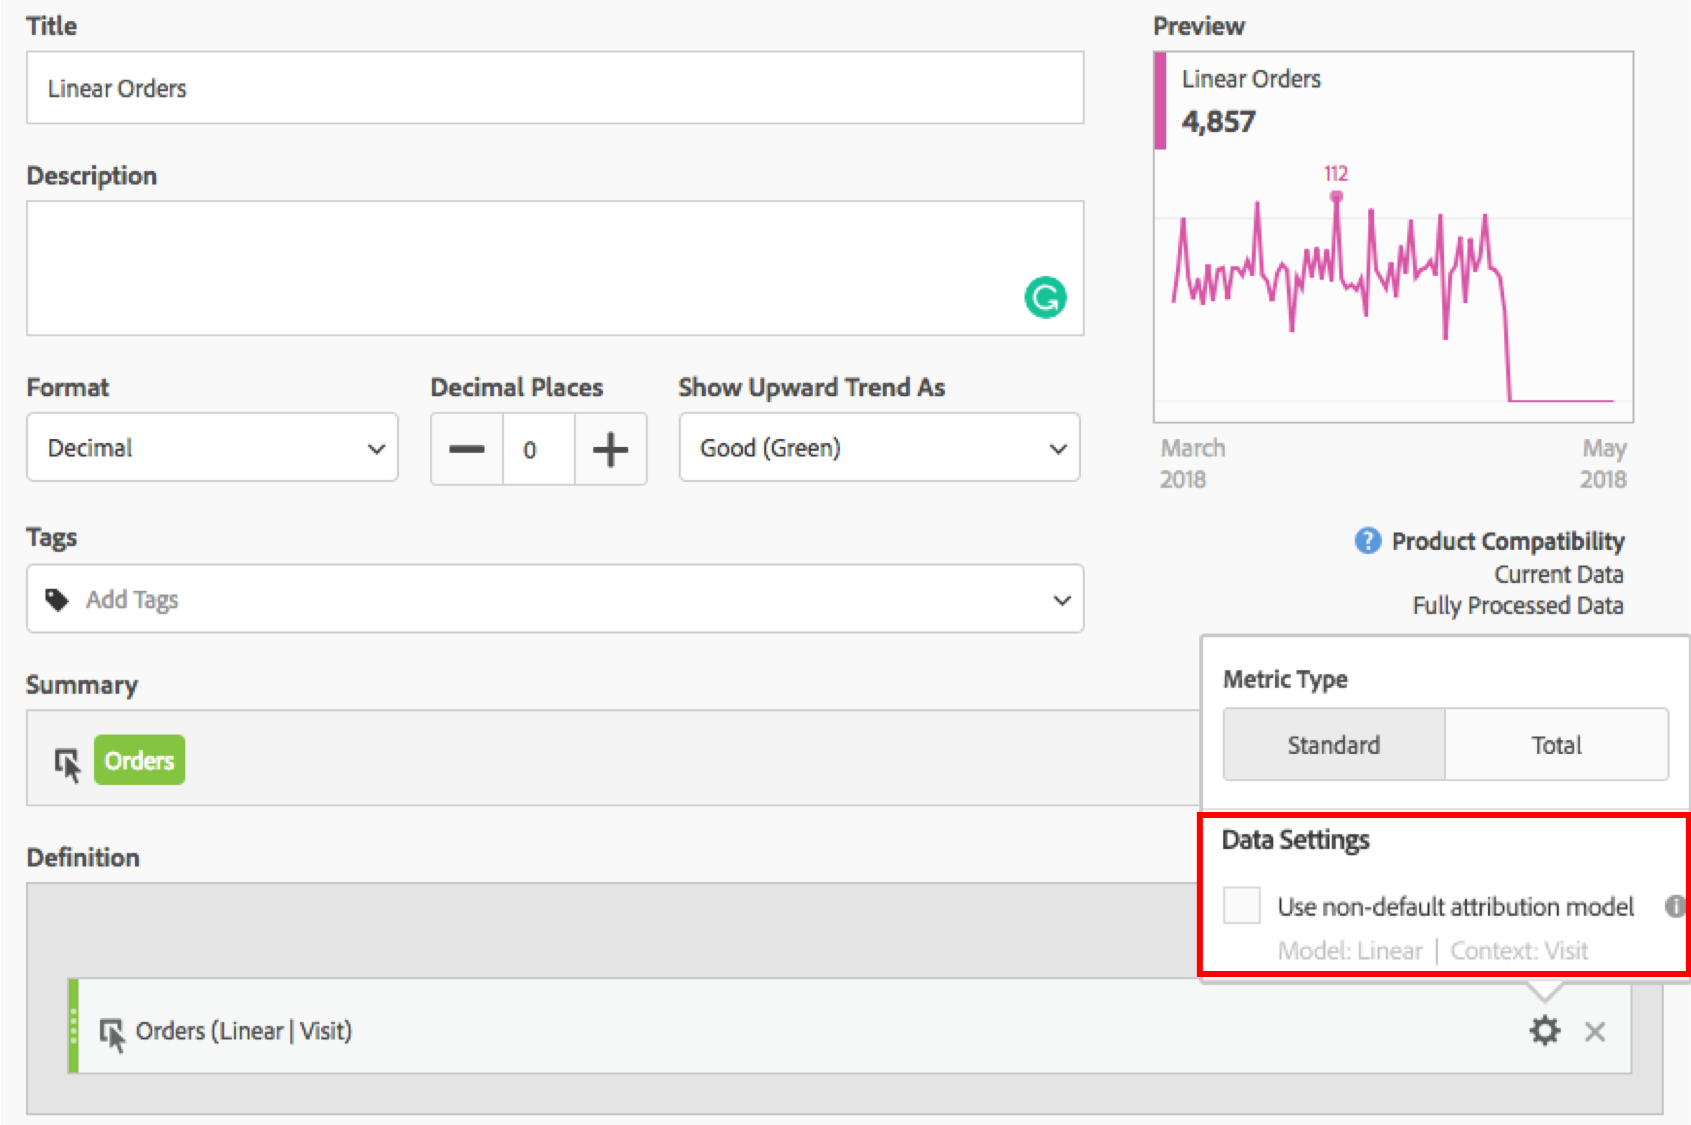 Title
Linear Orders
Description
Format
Decimal
Decimal Places
0
Show Upward Trend As
Good (Green)
Tags
Add Tags
Summary
Orders
Definition
Orders (Linear | Visit)
Preview
Linear Orders
4,857
112
March
2018
May
2018
? Product Compatibility
Current Data
Fully Processed Data
Metric Type
Standard
Total
Data Settings
Use non-default attribution model i
Model: Linear | Context: Visit